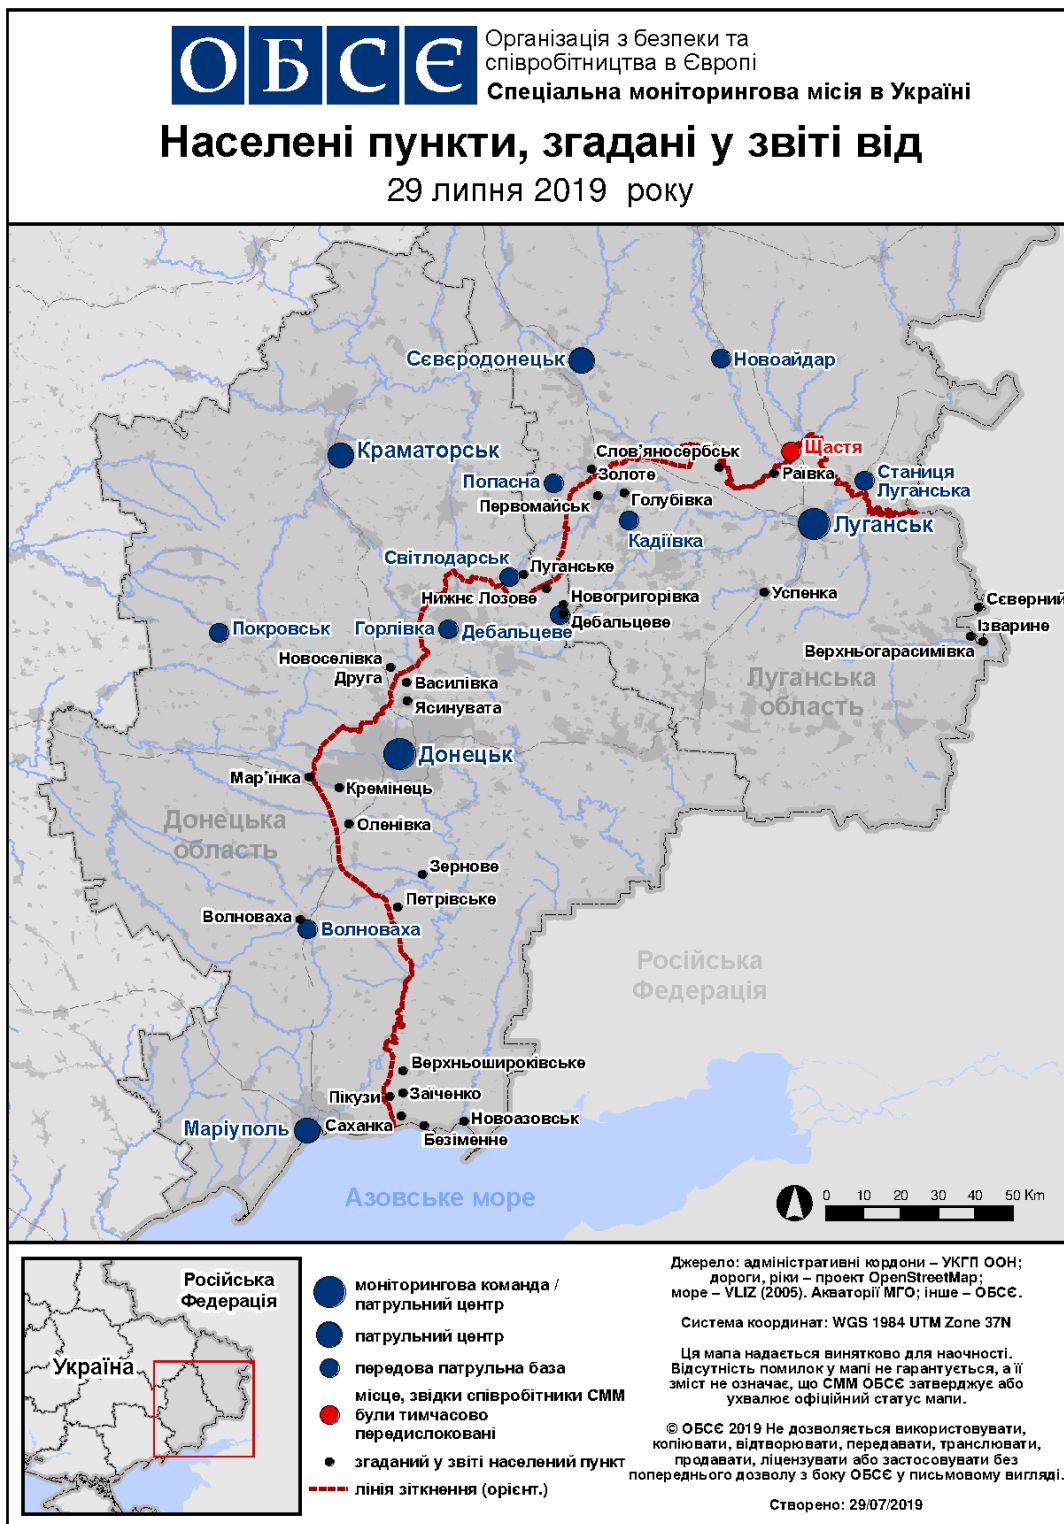 ОБСЄ
Організація з безпеки та
співробітництва в Європі
Спеціальна моніторингова місія в Україні
Населені пункти, згадані у звіті від
29 липня 2019 року
Сєвєродонецьк
Новоайдар
Краматорськ
Щастя
Слов’яносербськ
Золоте
Раївка
Станиця
Луганська
Попасна
Первомайськ
Голубівка
Луганськ
Кадіївка
Світлодарськ
Луганське
Нижнє Лозове
Новогригорівка
Успенка
Сєверний
Дебальцеве
Покровськ
Горлівка
Дебальцеве
Ізварине
Верхньогарасимівка
Новоселівка
Друга
Василівка
Луганська
область
Ясинувата
Донецьк
Мар’їнка
Кремінець
Донецька
область
Оленівка
Зернове
Петрівське
Волноваха
Волноваха
Російська
Федерація
Верхньошироківське
Пікузи
Заїченко
Маріуполь
Саханка
Новоазовськ
Безіменне
Азовське море
0 10 20 30 40 50 Km
Російська
Федерація
Україна
моніторингова команда /
патрульний центр
патрульний центр
передова патрульна база
місце, звідки співробітники СММ
були тимчасово
передислоковані
згаданий у звіті населений пункт
лінія зіткнення (орієнт.)
Джерело: адміністративні кордони – УКГП ООН;
дороги, ріки – проект OpenStreetMap;
море – VLIZ (2005). Акваторії МГО; інше – ОБСЄ.
Система координат: WGS 1984 UTM Zone 37N
Ця мапа надається винятково для наочності.
Відсутність помилок у мапі не гарантується, а її
зміст не означає, що СММ ОБСЄ затверджує або
ухвалює офіційний статус мапи.
© ОБСЄ 2019 Не дозволяється використовувати,
копіювати, відтворювати, передавати, транслювати,
продавати, ліцензувати або застосовувати без
попереднього дозволу з боку ОБСЄ у письмовому вигляді.
Створено: 29/07/2019